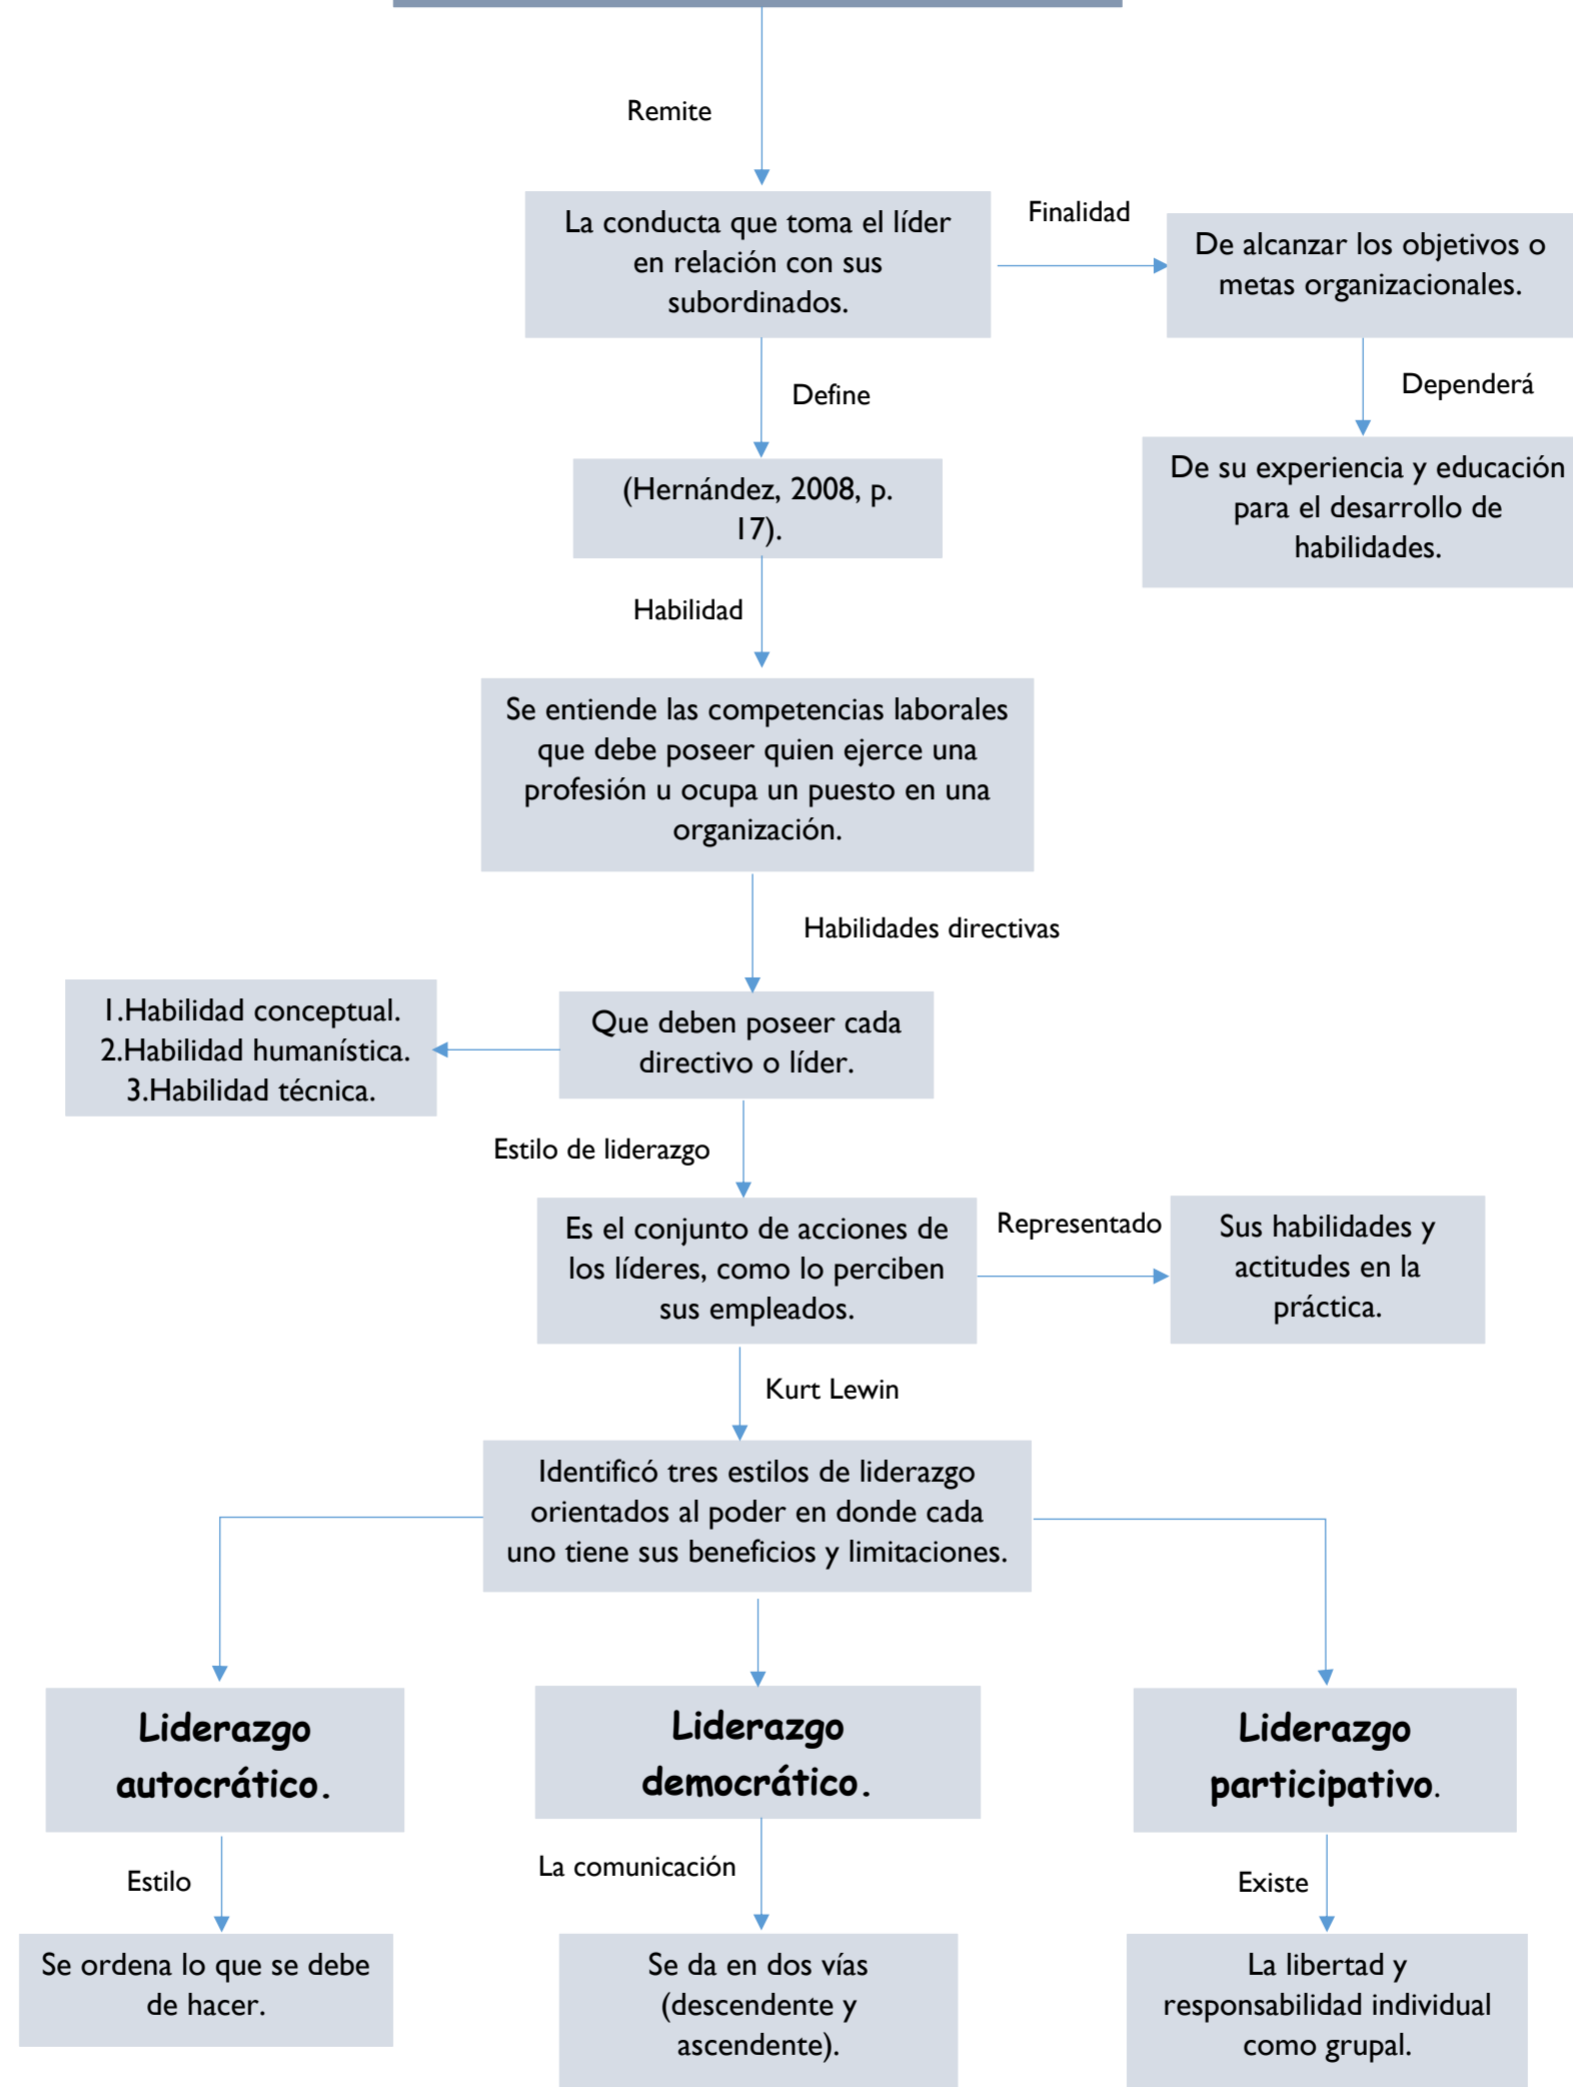 Remite
La conducta que toma el líder
en relación con sus
subordinados.
Finalidad
De alcanzar los objetivos o
metas organizacionales.
Define
Dependerá
(Hernández, 2008, p.
17).
De su experiencia y educación
para el desarrollo de
habilidades.
Habilidad
Se entiende las competencias laborales
que debe poseer quien ejerce una
profesión u ocupa un puesto en una
organización.
Habilidades directivas
1.Habilidad conceptual.
2.Habilidad humanística.
3.Habilidad técnica.
Que deben poseer cada
directivo o líder.
Estilo de liderazgo
Es el conjunto de acciones de
los líderes, como lo perciben
sus empleados.
Representado
Sus habilidades y
actitudes en la
práctica.
Kurt Lewin
Identificó tres estilos de liderazgo
orientados al poder en donde cada
uno tiene sus beneficios y limitaciones.
Liderazgo
autocrático.
Liderazgo
democrático.
Liderazgo
participativo.
Estilo
La comunicación
Existe
Se ordena lo que se debe
de hacer.
Se da en dos vías
(descendente y
ascendente).
La libertad y
responsabilidad individual
como grupal.